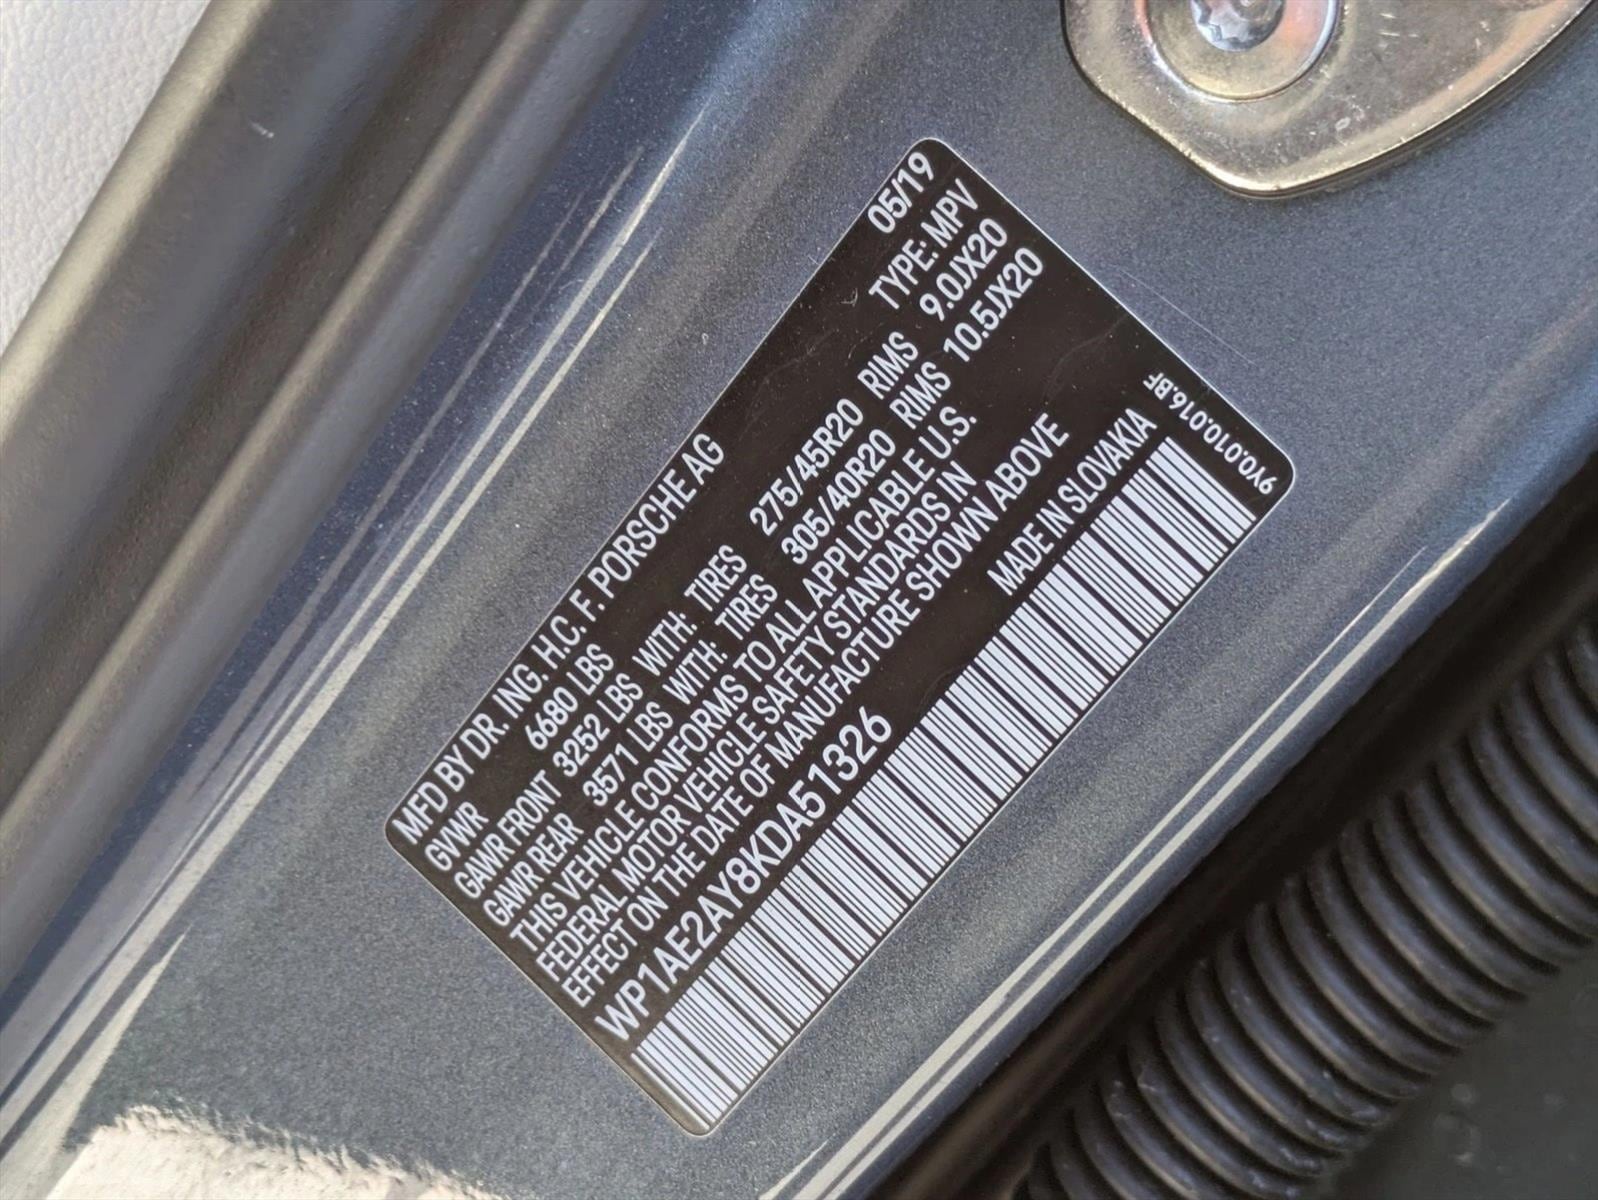 MFD BY DR. ING. H.C. F. PORSCHE AG 05/19
GVWR 6680 LBS TYPE: MPV
GAWR FRONT 3252 LBS WITH: TIRES 275/45R20 RIMS 9.0JX20
GAWR REAR 3571 LBS WITH: TIRES 305/40R20 RIMS 10.5JX20
THIS VEHICLE CONFORMS TO ALL APPLICABLE U.S.
FEDERAL MOTOR VEHICLE SAFETY STANDARDS IN
EFFECT ON THE DATE OF MANUFACTURE SHOWN ABOVE
WP1AE2AY8KDA51326 MADE IN SLOVAKIA
9Y0.010.016.BF